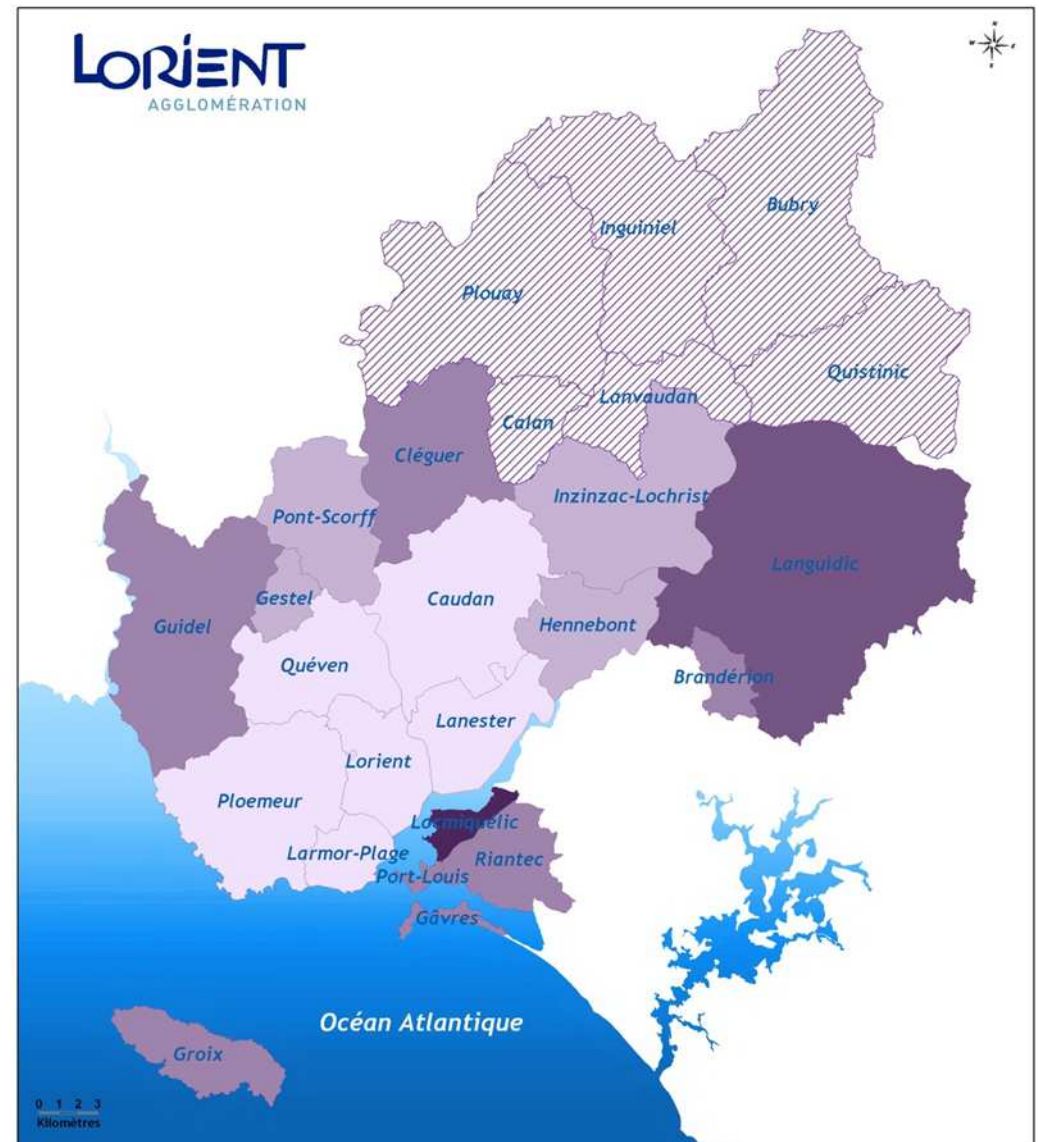 LORIENT
AGGLOMÉRATION
N
W E
S
Bubry
Inguiniel
Plouay
Quistinic
Lanvaudan
Calan
Cléguer
Inzinzac-Lochrist
Pont-Scorff
Languidic
Gestel
Caudan
Guidel
Hennebont
Quéven
Brandérion
Lanester
Lorient
Ploemeur
Locmiquélic
Larmor-Plage
Riantec
Port-Louis
Gâvres
Océan Atlantique
Groix
0 1 2 3
Kilomètres